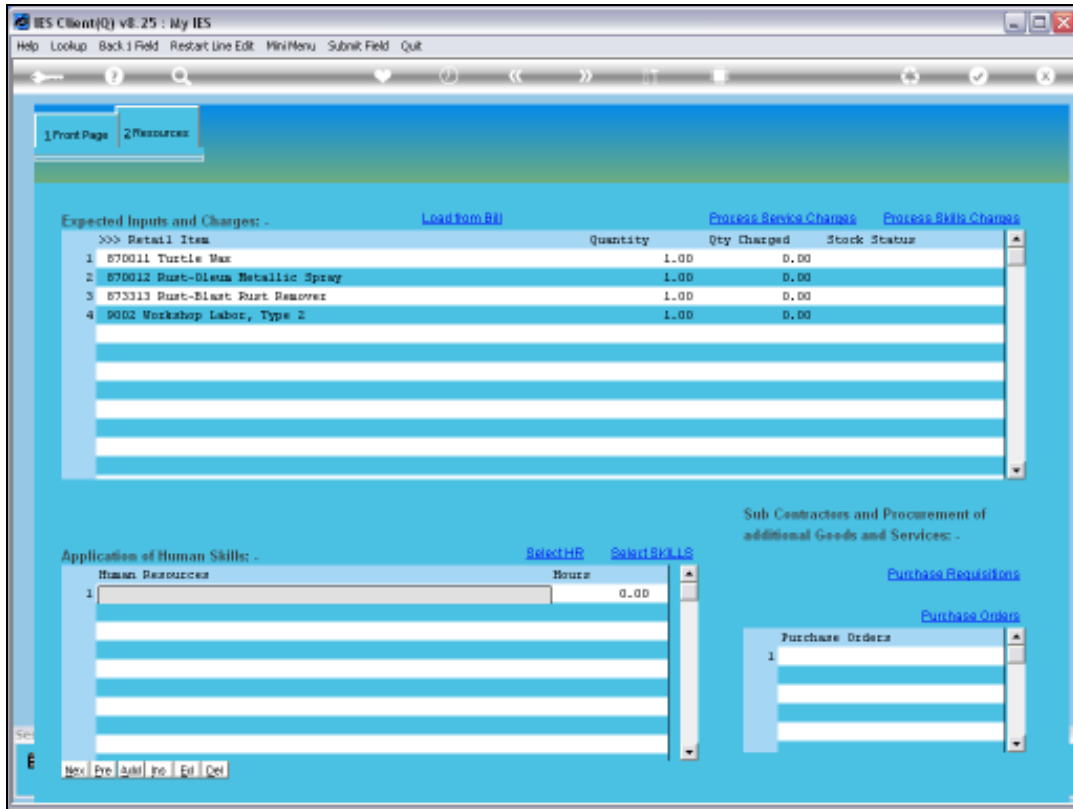 IES Client(Q) v8.25 : My IES
Help Lookup Back 1 Field Restart Line Edit MiniMenu Submit Field Quit
1 Front Page 2 Resources
Expected Inputs and Charges: - Load from Bill Process Service Charges Process Skills Charges
>>> Retail Item Quantity Qty Charged Stock Status
1 870011 Turtle Wax 1.00 0.00
2 870012 Rust-Oleum Metallic Spray 1.00 0.00
3 873313 Rust-Blast Rust Remover 1.00 0.00
4 9002 Workshop Labor, Type 2 1.00 0.00
Sub Contractors and Procurement of
additional Goods and Services: -
Application of Human Skills: - Select HR Select SKILLS
Human Resources Hours
Purchase Requisitions
1 0.00
Purchase Orders
Purchase Orders
1
Nex Pre Add Ins Ed Del